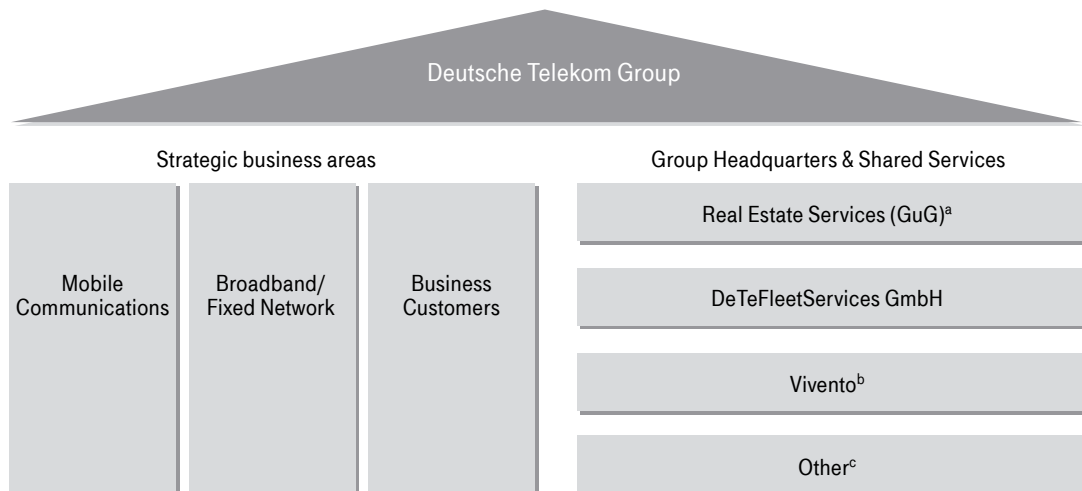 Deutsche Telekom Group
Strategic business areas
Mobile
Communications
Broadband/
Fixed Network
Business
Customers
Group Headquarters & Shared Services
Real Estate Services (GuG)ᵃ
DeTeFleetServices GmbH
Viventoᵇ
Otherᶜ